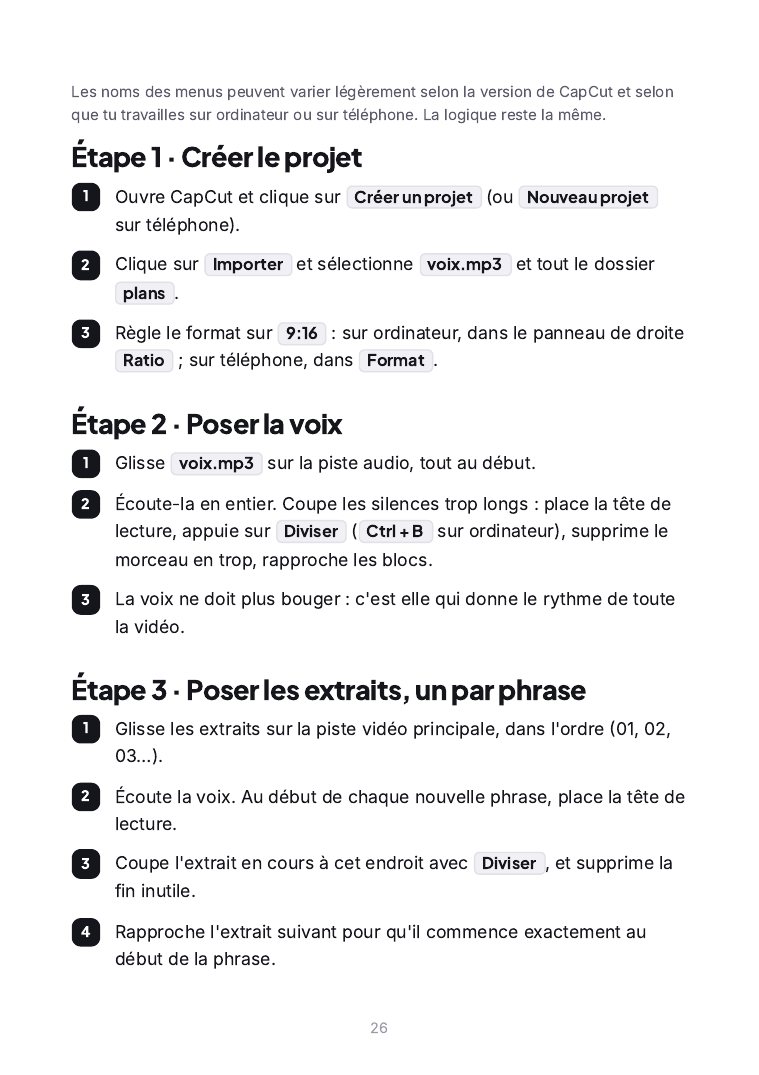 Les noms des menus peuvent varier légèrement selon la version de CapCut et selon
que tu travailles sur ordinateur ou sur téléphone. La logique reste la même.
Étape 1 · Créer le projet
1 Ouvre CapCut et clique sur Créer un projet (ou Nouveau projet
sur téléphone).
2 Clique sur Importer et sélectionne voix.mp3 et tout le dossier
plans .
3 Règle le format sur 9:16 : sur ordinateur, dans le panneau de droite
Ratio ; sur téléphone, dans Format .
Étape 2 · Poser la voix
1 Glisse voix.mp3 sur la piste audio, tout au début.
2 Écoute-la en entier. Coupe les silences trop longs : place la tête de
lecture, appuie sur Diviser ( Ctrl + B sur ordinateur), supprime le
morceau en trop, rapproche les blocs.
3 La voix ne doit plus bouger : c'est elle qui donne le rythme de toute
la vidéo.
Étape 3 · Poser les extraits, un par phrase
1 Glisse les extraits sur la piste vidéo principale, dans l'ordre (01, 02,
03...).
2 Écoute la voix. Au début de chaque nouvelle phrase, place la tête de
lecture.
3 Coupe l'extrait en cours à cet endroit avec Diviser , et supprime la
fin inutile.
4 Rapproche l'extrait suivant pour qu'il commence exactement au
début de la phrase.
26